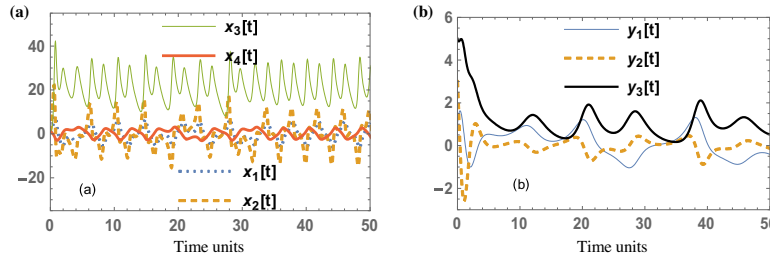 (a)
x3[t]
x4[t]
40
20
0
−20
(a)
x1[t]
x2[t]
0 10 20 30 40 50
Time units
(b)
y1[t]
y2[t]
y3[t]
6
4
2
0
−2
(b)
0 10 20 30 40 50
Time units